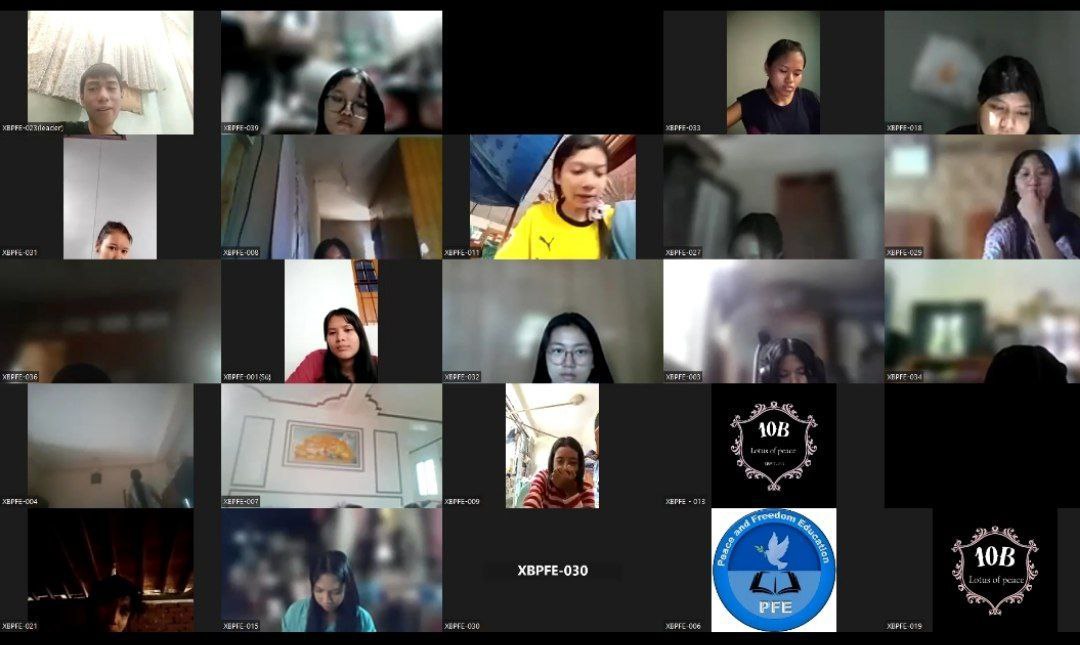 XBPFE-023(leader)
XBPFE-039
XBPFE-033
XBPFE-018
XBPFE-031
XBPFE-008
XBPFE-011
XBPFE-027
XBPFE-029
XBPFE-036
XBPFE-001(56)
XBPFE-032
XBPFE-003
XBPFE-034
XBPFE-004
XBPFE-007
XBPFE-009
XBPFE - 013
10B
Lotus of peace
XBPFE-021
XBPFE-015
XBPFE-030
XBPFE-030
XBPFE-006
Peace and Freedom Education
PFE
XBPFE-019
10B
Lotus of peace